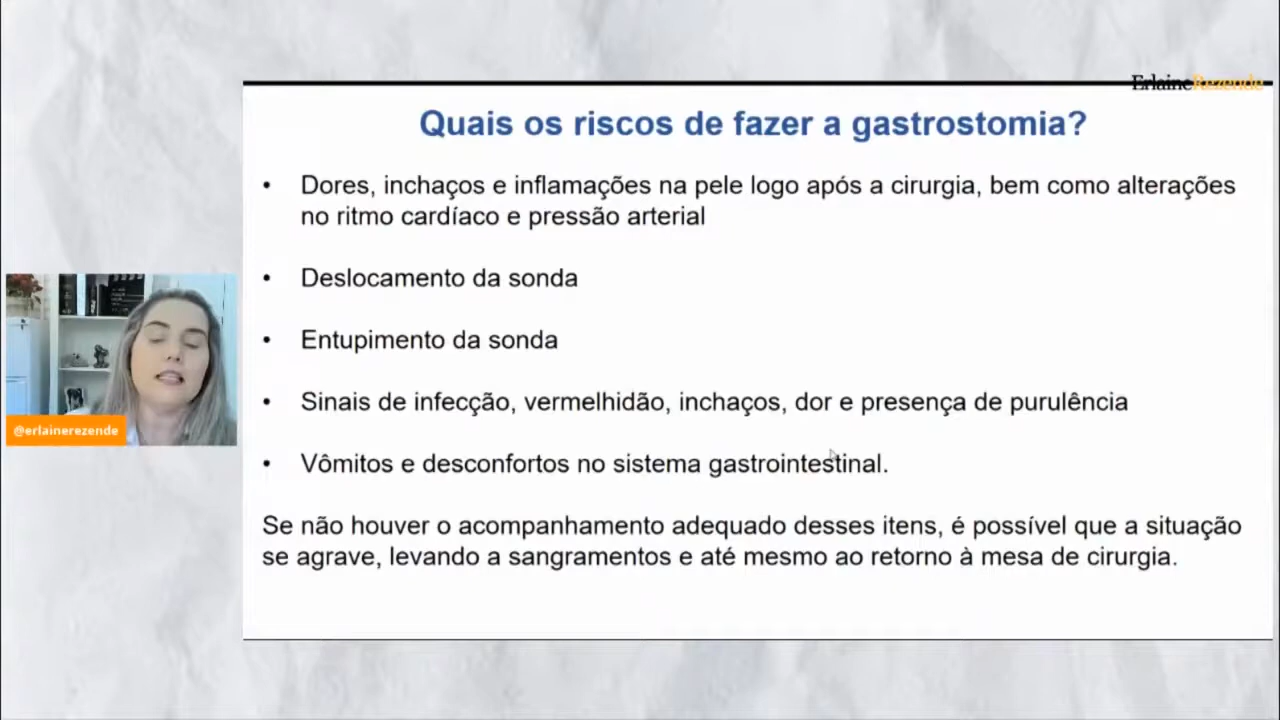 ErlaineRezende
Quais os riscos de fazer a gastrostomia?
• Dores, inchaços e inflamações na pele logo após a cirurgia, bem como alterações
no ritmo cardíaco e pressão arterial
• Deslocamento da sonda
• Entupimento da sonda
• Sinais de infecção, vermelhidão, inchaços, dor e presença de purulência
• Vômitos e desconfortos no sistema gastrointestinal.
Se não houver o acompanhamento adequado desses itens, é possível que a situação
se agrave, levando a sangramentos e até mesmo ao retorno à mesa de cirurgia.
@erlainerezende